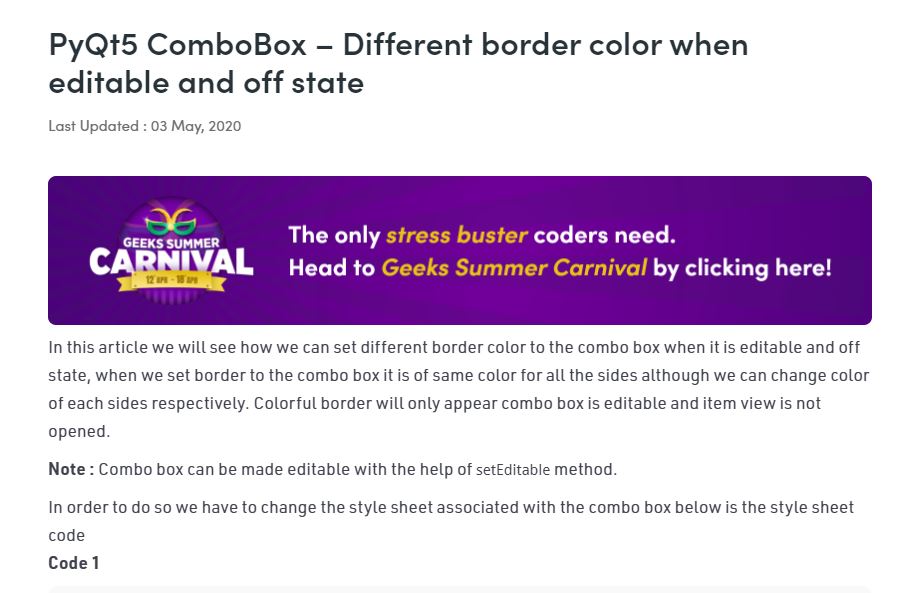 PyQt5 ComboBox – Different border color when
editable and off state
Last Updated : 03 May, 2020
GEEKS SUMMER
CARNIVAL
12 APR - 18 APR
The only stress buster coders need.
Head to Geeks Summer Carnival by clicking here!
In this article we will see how we can set different border color to the combo box when it is editable and off
state, when we set border to the combo box it is of same color for all the sides although we can change color
of each sides respectively. Colorful border will only appear combo box is editable and item view is not
opened.
Note : Combo box can be made editable with the help of setEditable method.
In order to do so we have to change the style sheet associated with the combo box below is the style sheet
code
Code 1